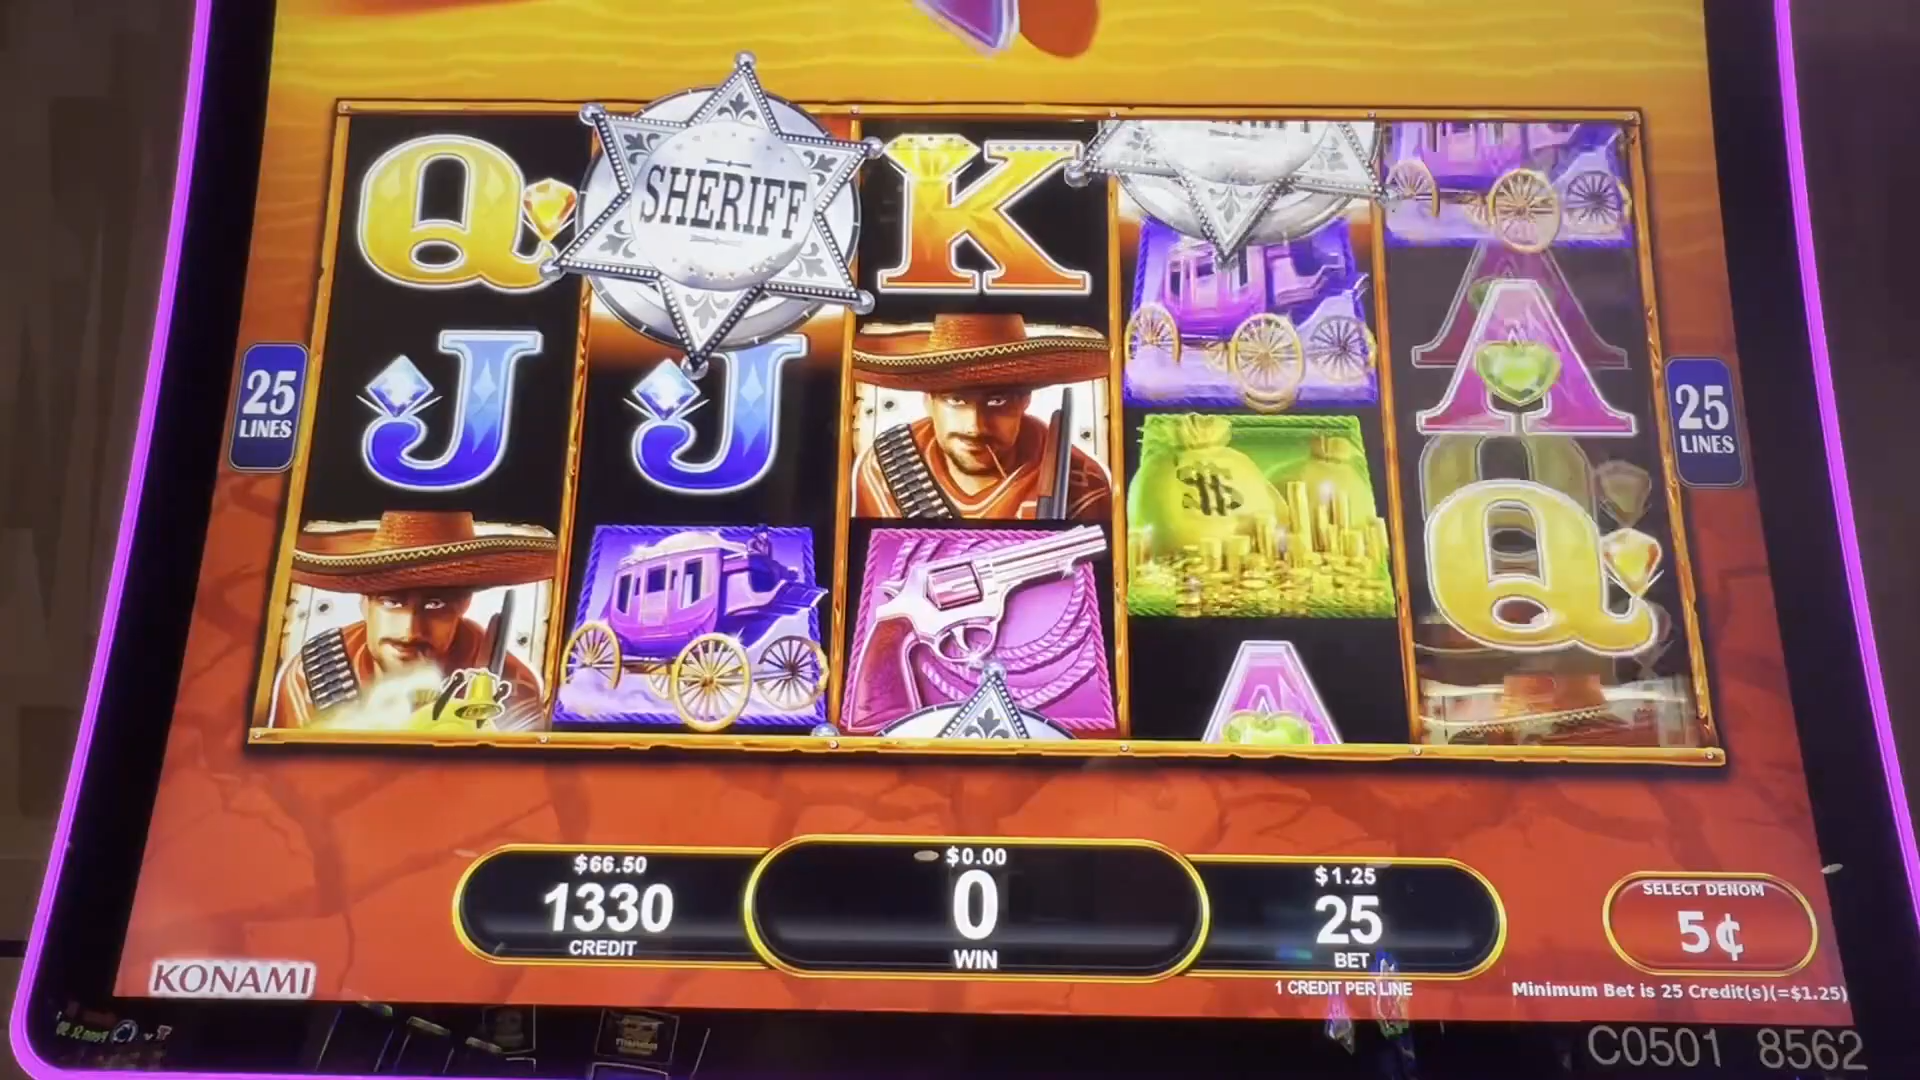 Q
SHERIFF
K
J
J
A
25
LINES
25
LINES
$
Q
A
$66.50
1330
CREDIT
$0.00
0
WIN
$1.25
25
BET
1 CREDIT PER LINE
SELECT DENOM
5¢
Minimum Bet is 25 Credit(s)(=$1.25)
KONAMI
C0501 8562